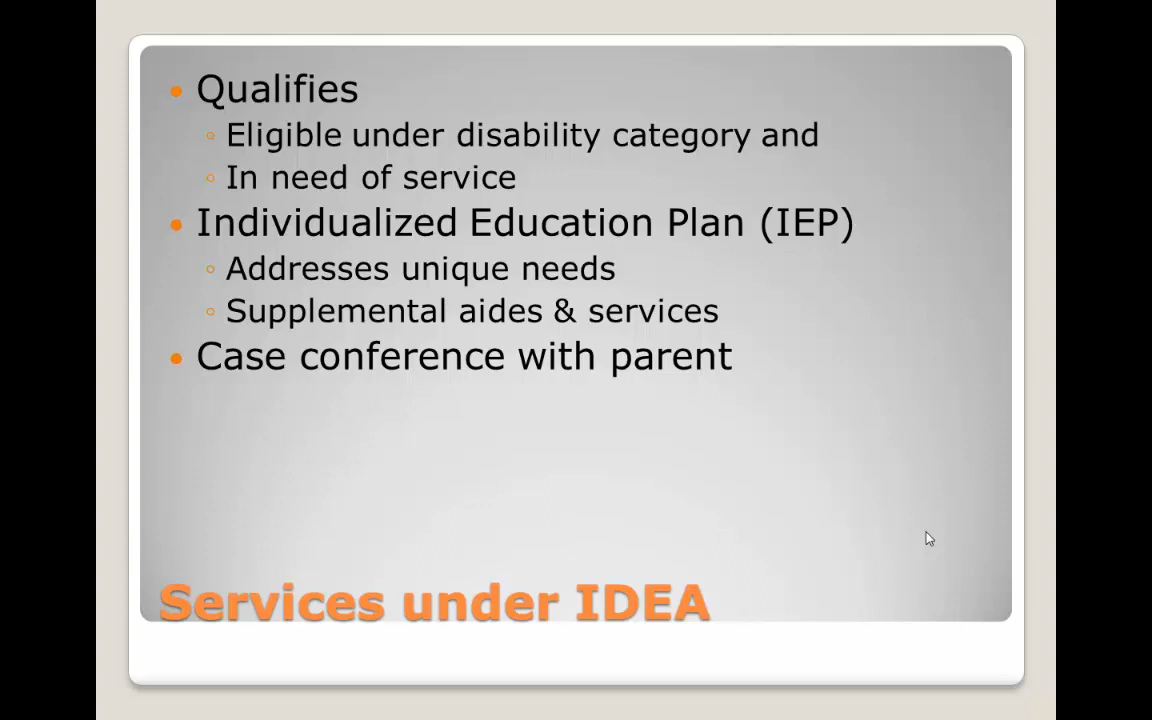 Qualifies
Eligible under disability category and
In need of service
Individualized Education Plan (IEP)
Addresses unique needs
Supplemental aides & services
Case conference with parent
Services under IDEA